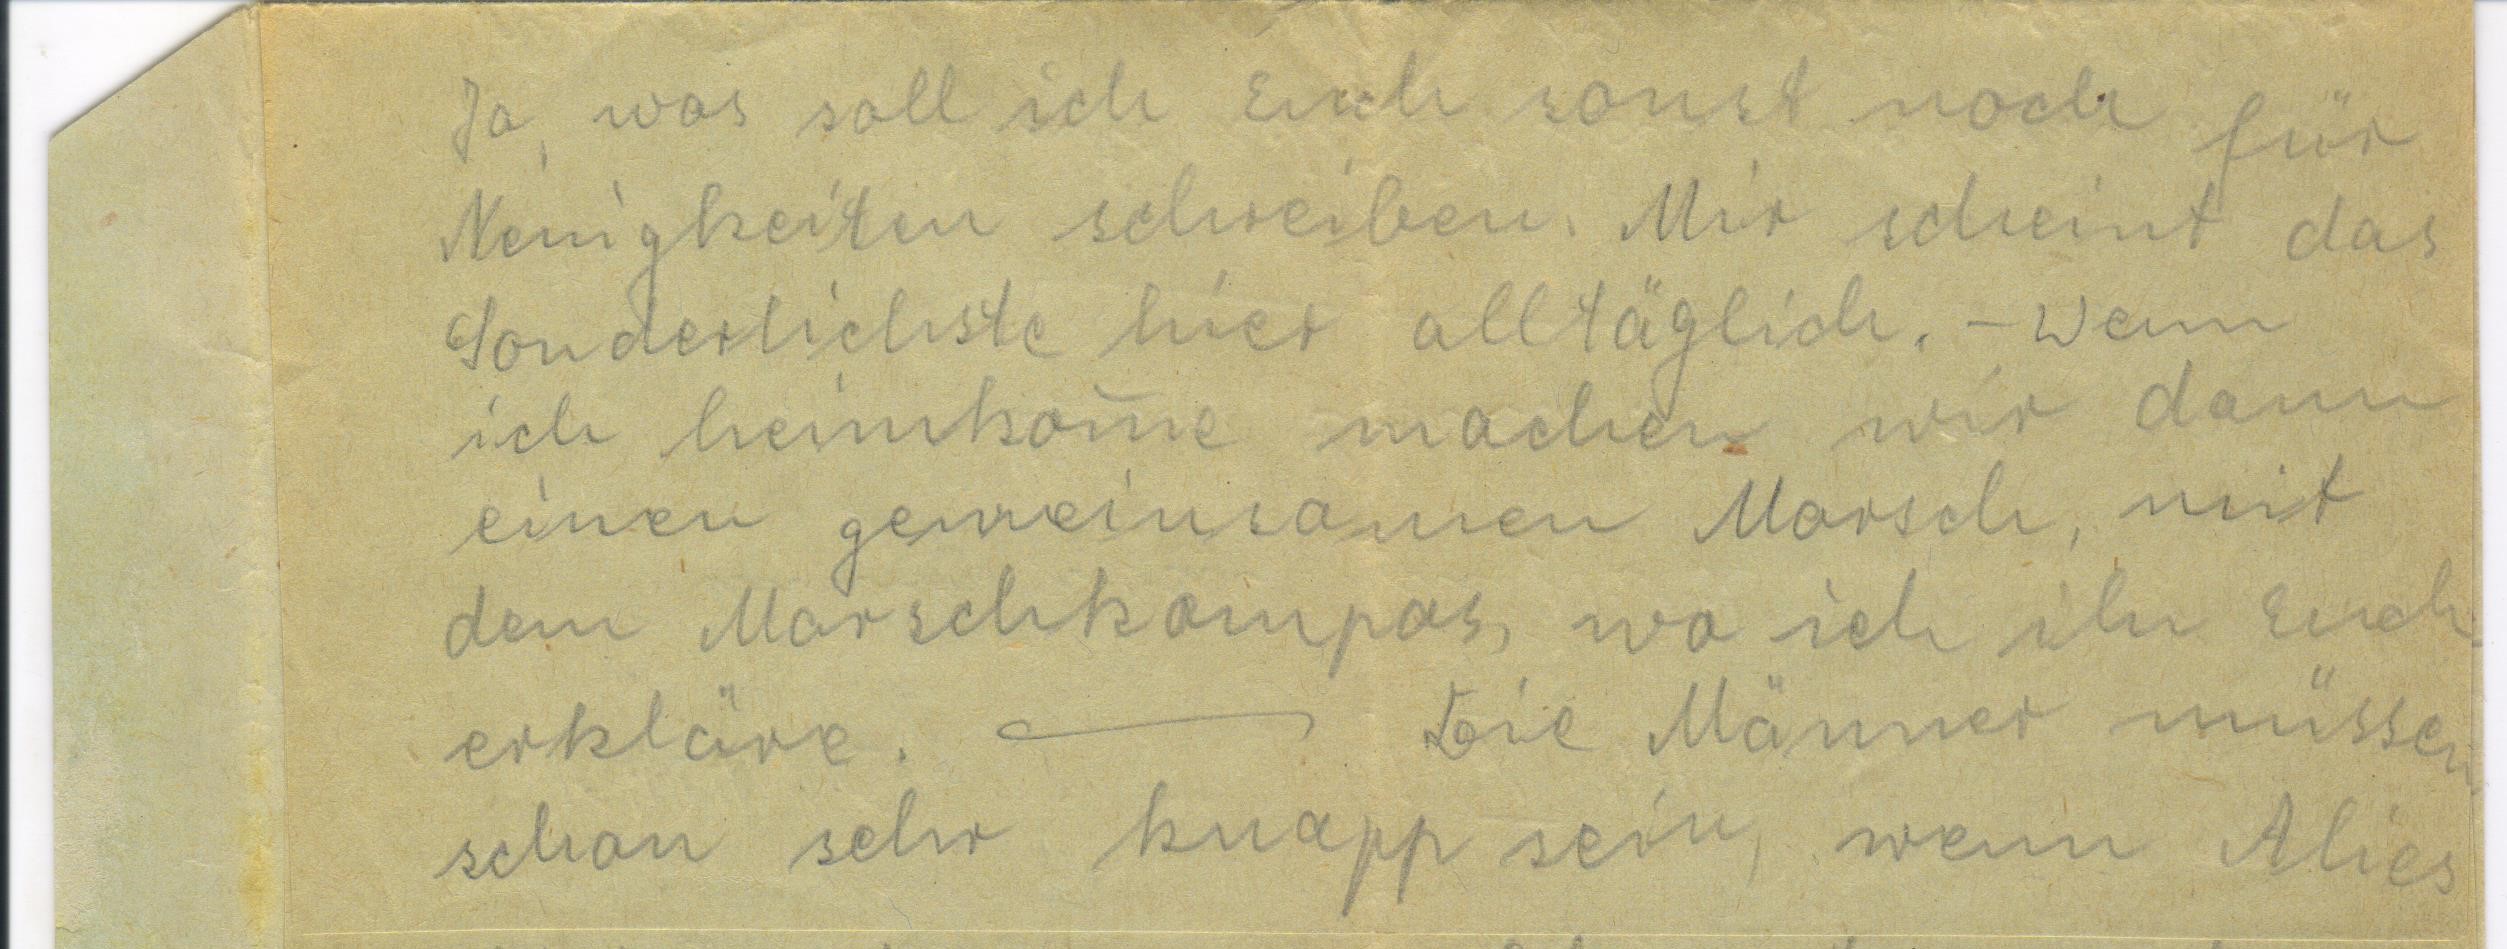 Ja, was soll ich Euch sonst noch für
Neuigkeiten schreiben. Mir scheint das
Sonderlichste hier alltäglich. – Wenn
ich heimkom̄e machen wir dann
einen gemeinsamen Marsch, mit
dem Marschkompas, wo ich ihn Euch
erkläre. — Die Männer müssen
schon sehr knapp sein, wenn Alies